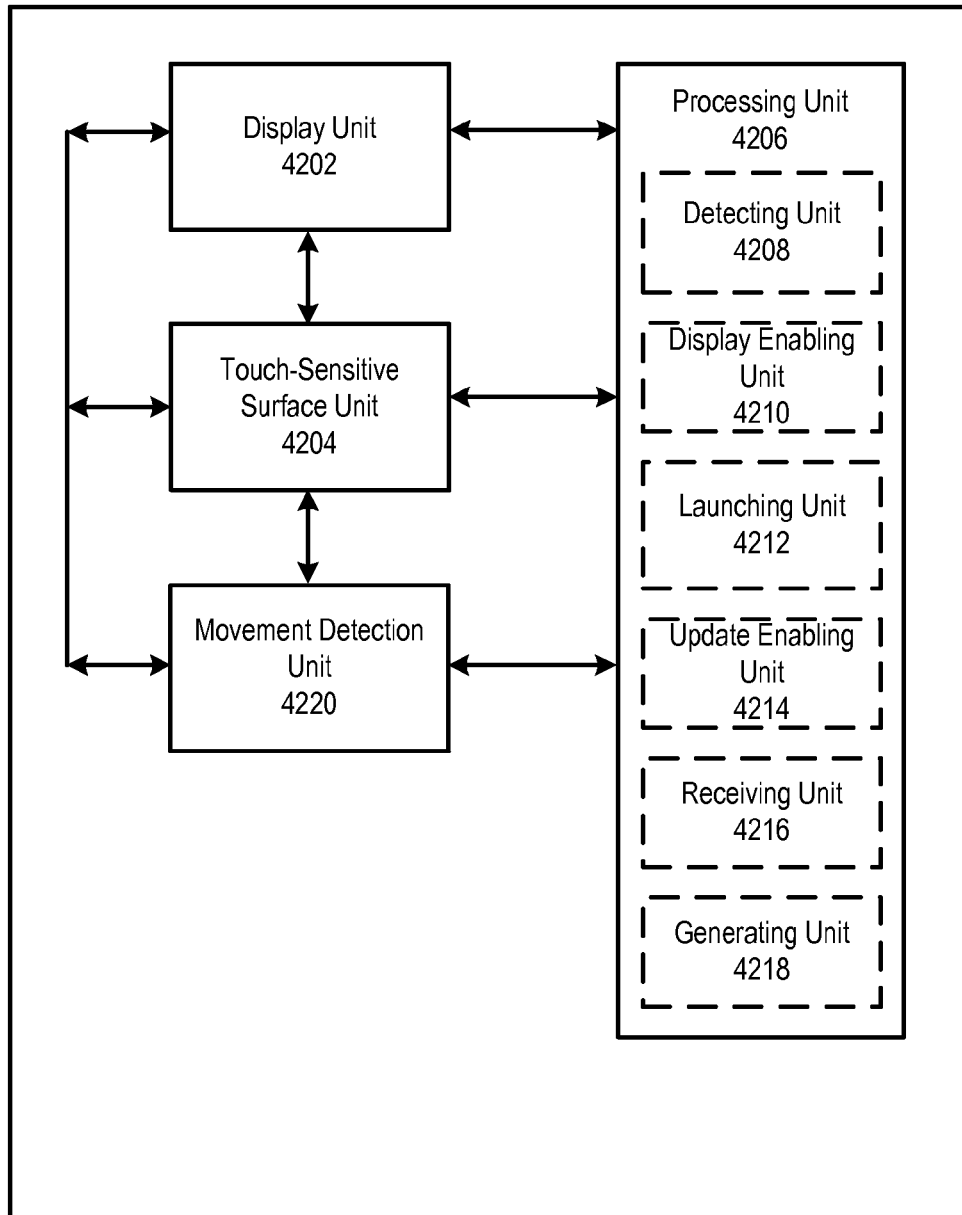 Display Unit
4202
Touch-Sensitive
Surface Unit
4204
Movement Detection
Unit
4220
Processing Unit
4206
Detecting Unit
4208
Display Enabling
Unit
4210
Launching Unit
4212
Update Enabling
Unit
4214
Receiving Unit
4216
Generating Unit
4218